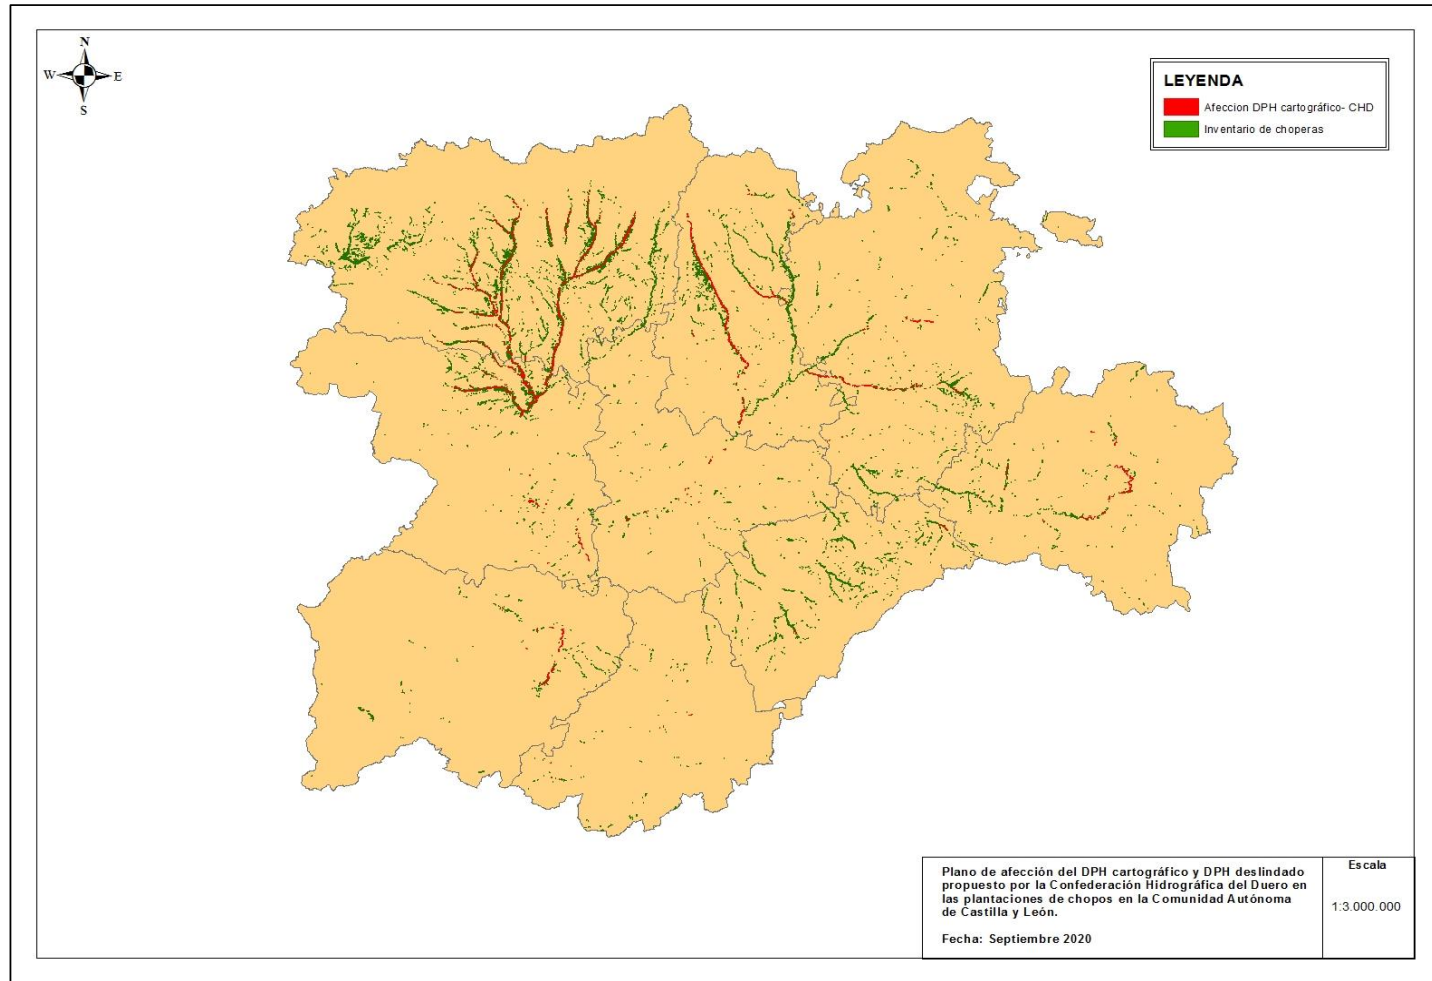 N
W
E
S
LEYENDA
Afeccion DPH cartográfico- CHD
Inventario de choperas
Plano de afección del DPH cartográfico y DPH deslindado
propuesto por la Confederación Hidrográfica del Duero en
las plantaciones de chopos en la Comunidad Autónoma
de Castilla y León.
Fecha: Septiembre 2020
Escala
1:3.000.000